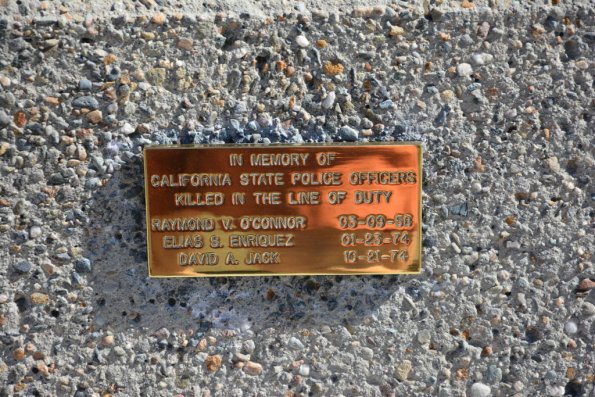 IN MEMORY OF
CALIFORNIA STATE POLICE OFFICERS
KILLED IN THE LINE OF DUTY
RAYMOND V. O'CONNOR 03-09-58
ELIAS S. ENRIQUEZ 01-23-74
DAVID A. JACK 10-21-74